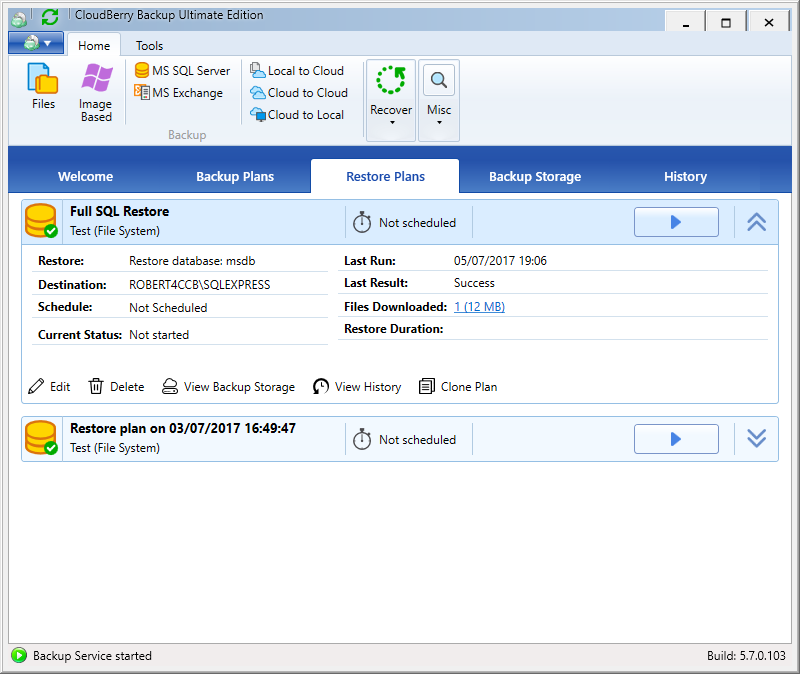 CloudBerry Backup Ultimate Edition
Home Tools
Files
Image Based
MS SQL Server
MS Exchange
Local to Cloud
Cloud to Cloud
Cloud to Local
Backup
Recover
Misc
Welcome Backup Plans Restore Plans Backup Storage History
Full SQL Restore
Test (File System)
Not scheduled
Restore: Restore database: msdb
Destination: ROBERT4CCB\SQLEXPRESS
Schedule: Not Scheduled
Current Status: Not started
Last Run: 05/07/2017 19:06
Last Result: Success
Files Downloaded: 1 (12 MB)
Restore Duration:
Edit Delete View Backup Storage View History Clone Plan
Restore plan on 03/07/2017 16:49:47
Test (File System)
Not scheduled
Backup Service started
Build: 5.7.0.103